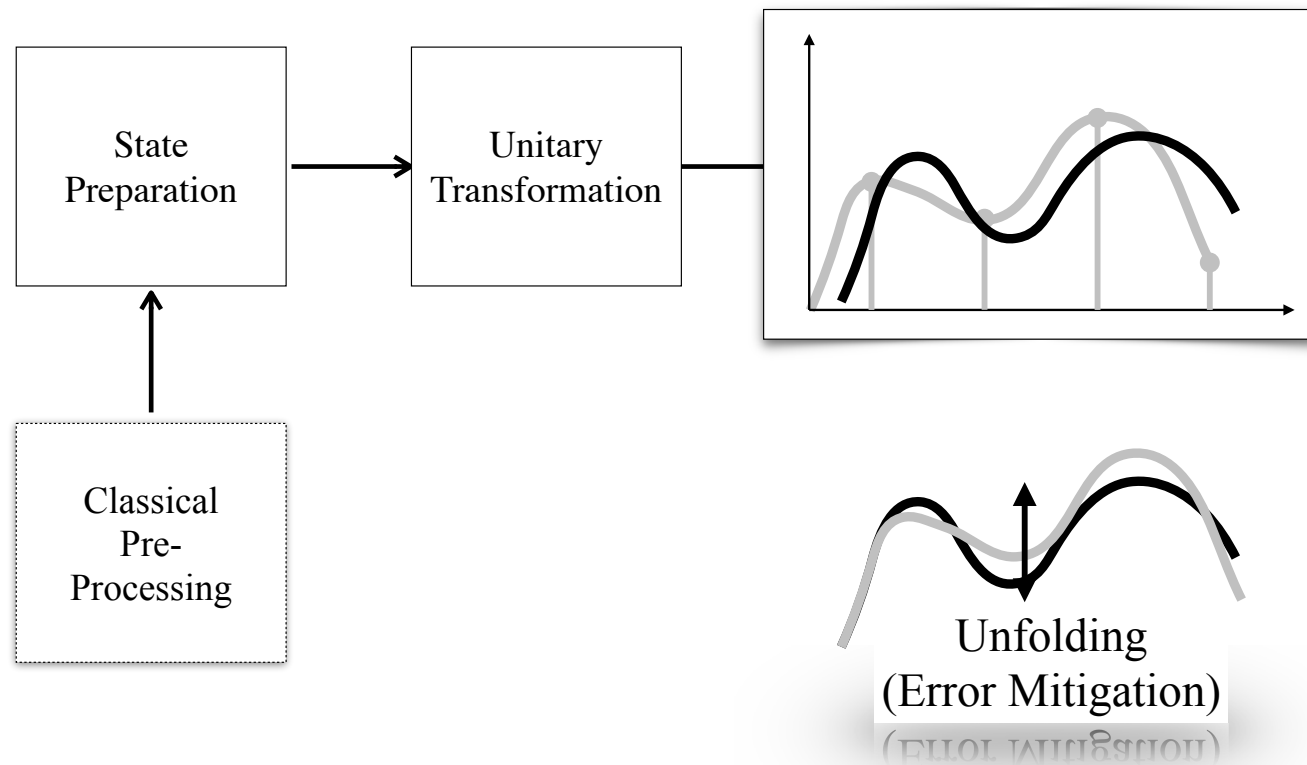 State
Preparation
Unitary
Transformation
Classical
Pre-
Processing
Unfolding
(Error Mitigation)